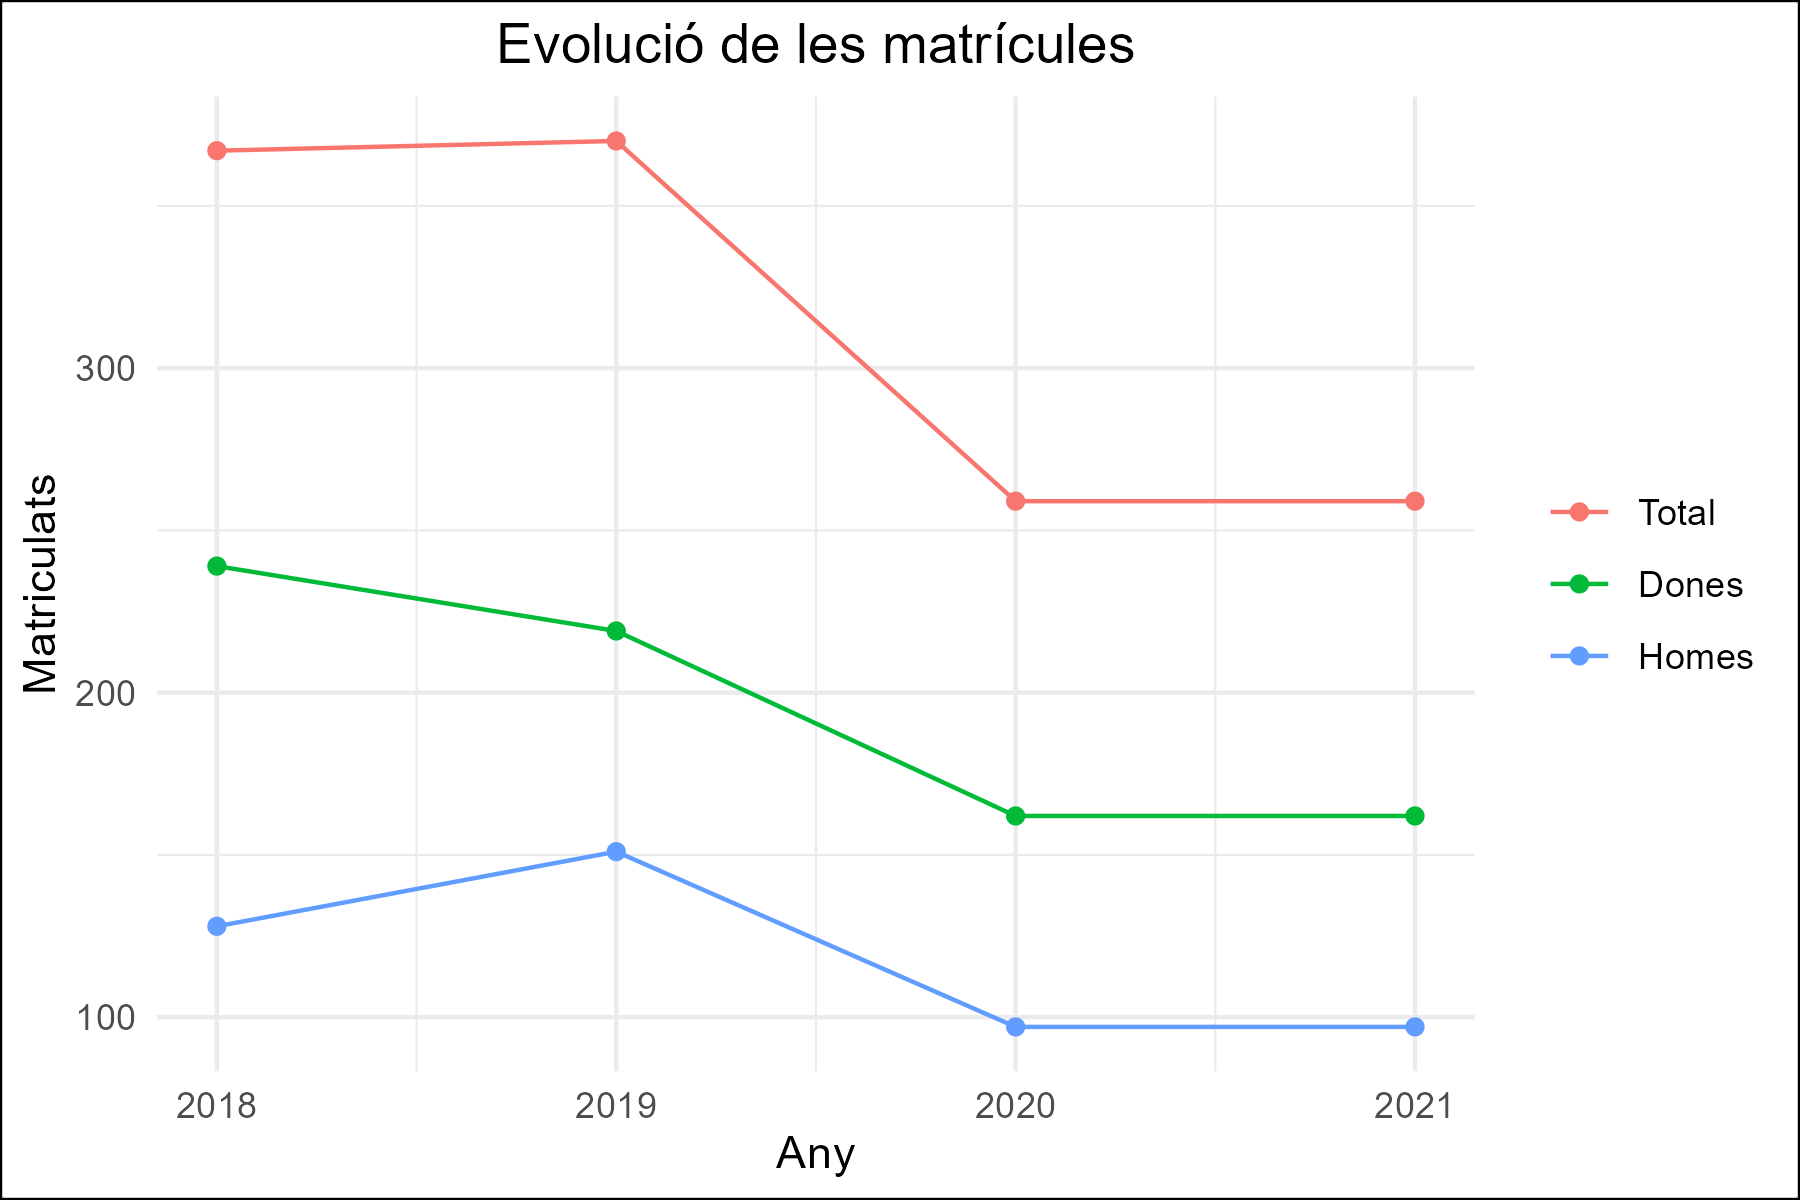 Evolució de les matrícules
Matriculats
300
200
100
2018
2019
2020
2021
Any
Total
Dones
Homes